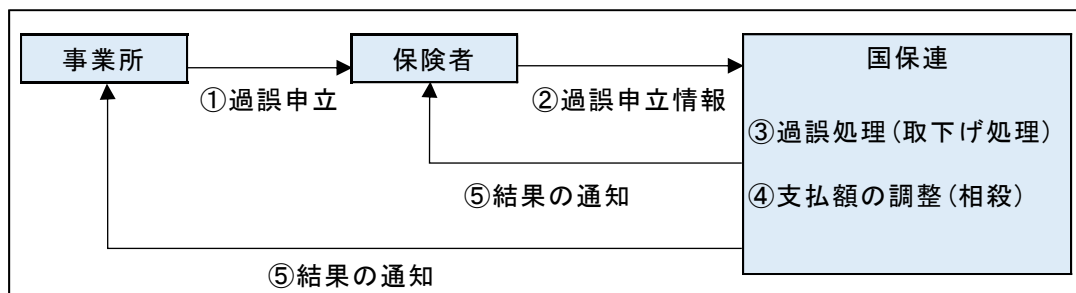 事業所
保険者
国保連
①過誤申立
②過誤申立情報
③過誤処理(取下げ処理)
⑤結果の通知
④支払額の調整(相殺)
⑤結果の通知